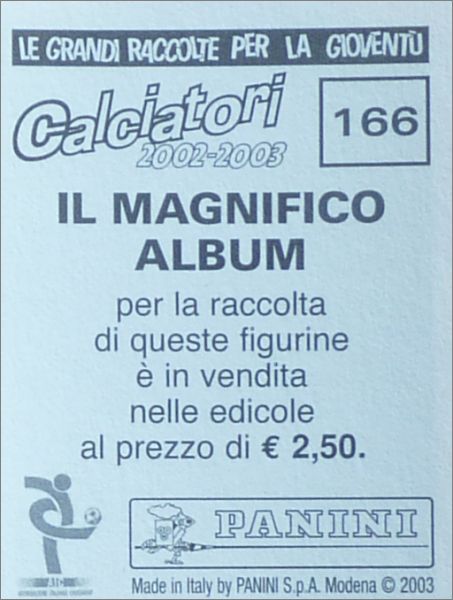 LE GRANDI RACCOLTE PER LA GIOVENTÙ
Calciatori
2002-2003
166
IL MAGNIFICO
ALBUM
per la raccolta
di queste figurine
è in vendita
nelle edicole
al prezzo di € 2,50.
PANINI
Made in Italy by PANINI S.p.A. Modena © 2003